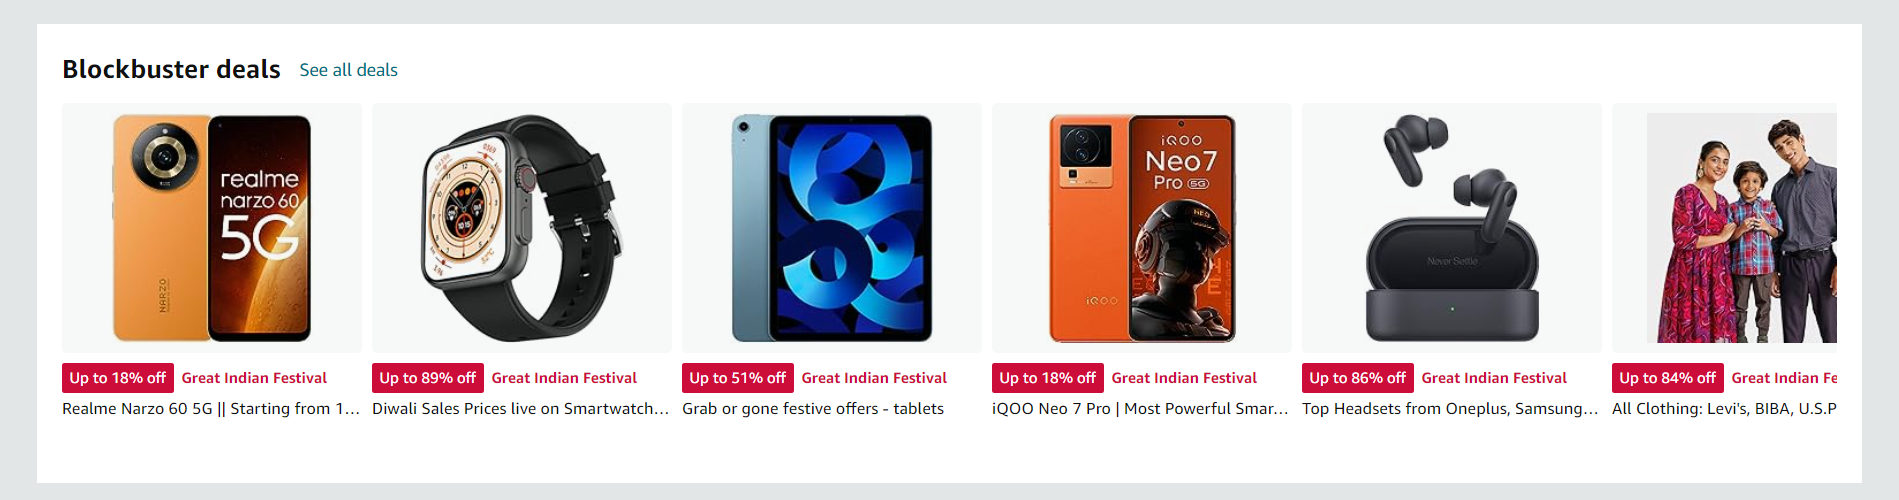 Blockbuster deals See all deals
realme
narzo 60
5G
NARZO
iQOO
Neo7
Pro 5G
NEO
iQOO
Never Settle
Up to 18% off Great Indian Festival
Realme Narzo 60 5G || Starting from 1...
Up to 89% off Great Indian Festival
Diwali Sales Prices live on Smartwatch...
Up to 51% off Great Indian Festival
Grab or gone festive offers - tablets
Up to 18% off Great Indian Festival
iQOO Neo 7 Pro | Most Powerful Smar...
Up to 86% off Great Indian Festival
Top Headsets from Oneplus, Samsung...
Up to 84% off Great Indian Fe
All Clothing: Levi's, BIBA, U.S.P